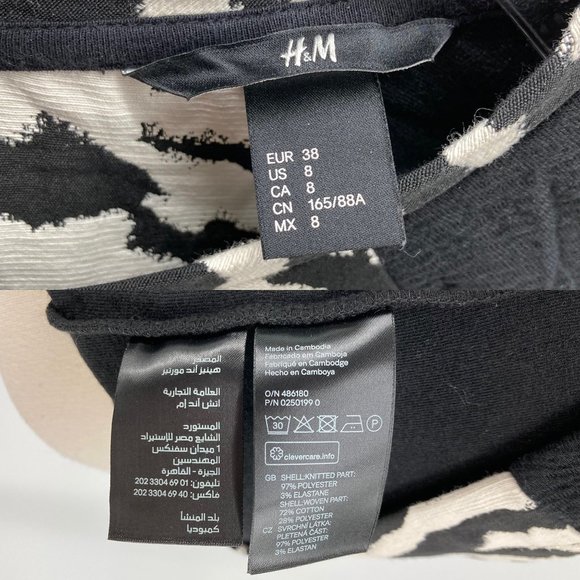 H&M
EUR 38
US 8
CA 8
CN 165/88A
MX 8
المصدر
هينيز آند مورتيز
العلامة التجارية
اتش آند إم
المستورد
الشايع مصر للإستيراد
1 ميدان سفنكس
المهندسين
الجيزة - القاهرة
تليفون: 01 69 3304 202
فاكس: 40 69 3304 202
بلد المنشأ
كمبوديا
Made in Cambodia
Fabricado em Camboja
Fabriqué en Cambodge
Hecho en Camboya
O/N 486180
P/N 0250199 0
30
clevercare.info
GB SHELL:KNITTED PART:
97% POLYESTER
3% ELASTANE
SHELL:WOVEN PART:
72% COTTON
28% POLYESTER
CZ SVRCHNÍ LÁTKA:
PLETENÁ ČÁST:
97% POLYESTER
3% ELASTAN